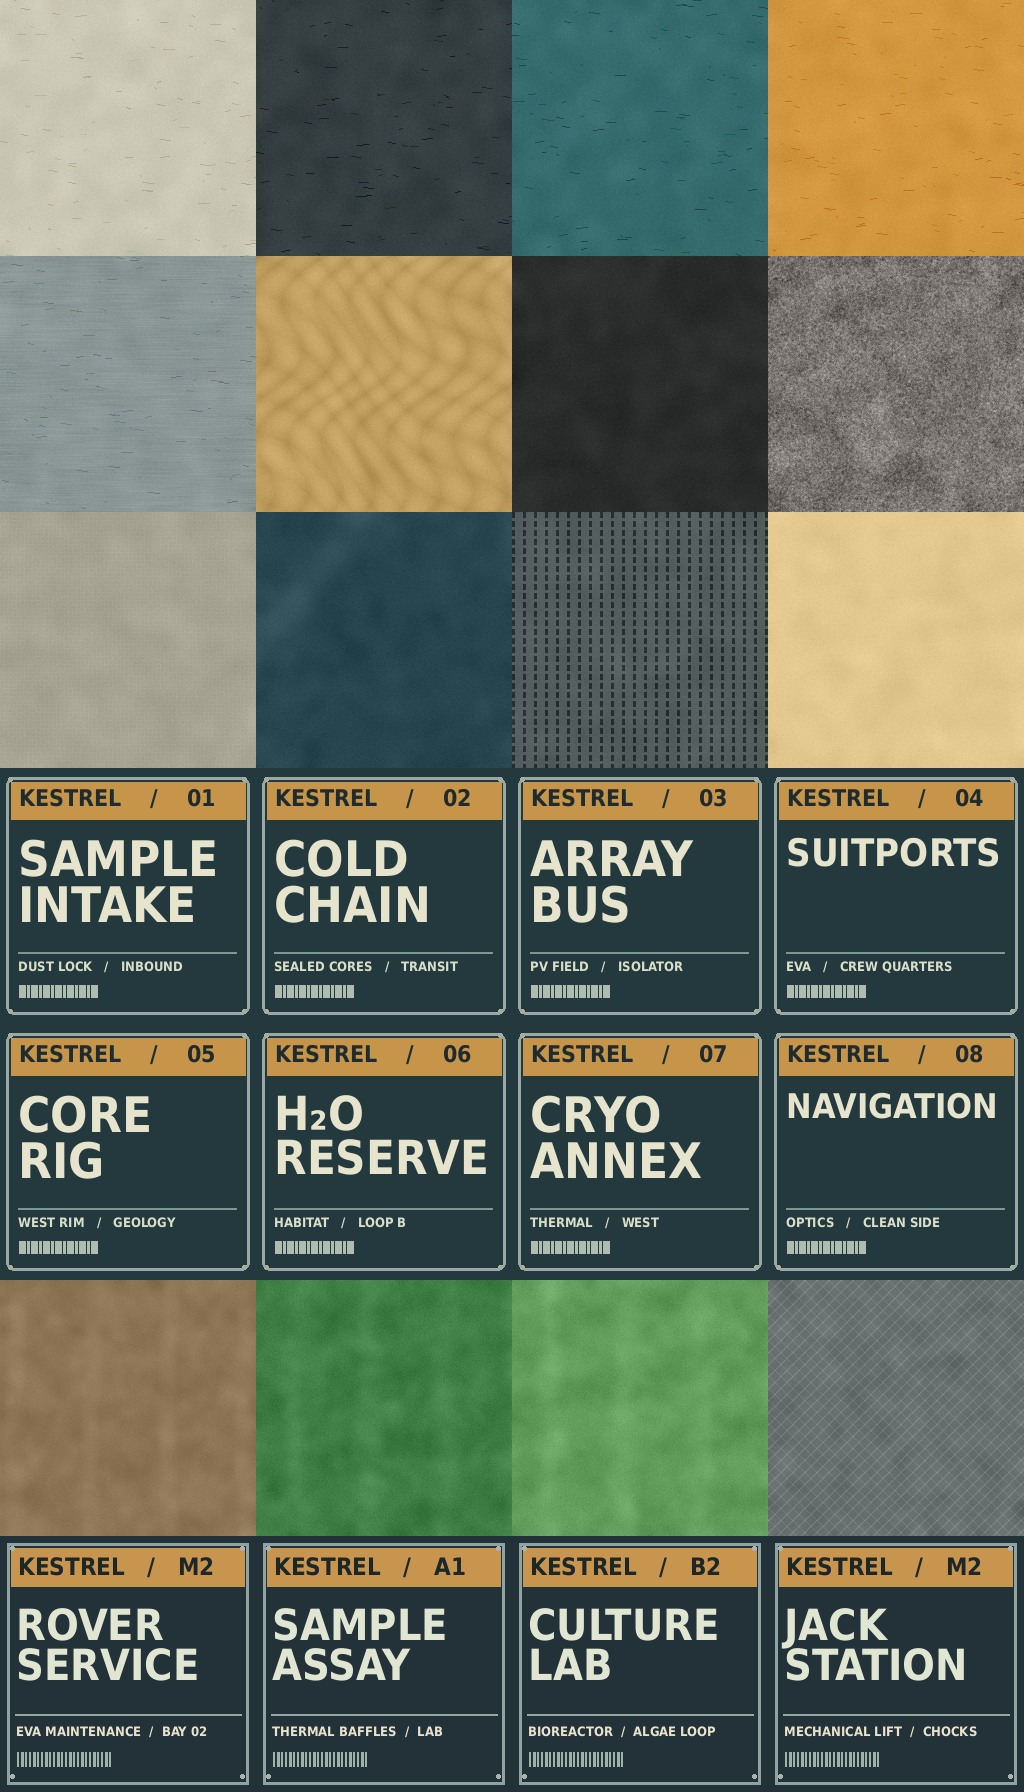 KESTREL / 01
SAMPLE
INTAKE
DUST LOCK / INBOUND
KESTREL / 02
COLD
CHAIN
SEALED CORES / TRANSIT
KESTREL / 03
ARRAY
BUS
PV FIELD / ISOLATOR
KESTREL / 04
SUITPORTS
EVA / CREW QUARTERS
KESTREL / 05
CORE
RIG
WEST RIM / GEOLOGY
KESTREL / 06
H₂O
RESERVE
HABITAT / LOOP B
KESTREL / 07
CRYO
ANNEX
THERMAL / WEST
KESTREL / 08
NAVIGATION
OPTICS / CLEAN SIDE
KESTREL / M2
ROVER
SERVICE
EVA MAINTENANCE / BAY 02
KESTREL / A1
SAMPLE
ASSAY
THERMAL BAFFLES / LAB
KESTREL / B2
CULTURE
LAB
BIOREACTOR / ALGAE LOOP
KESTREL / M2
JACK
STATION
MECHANICAL LIFT / CHOCKS